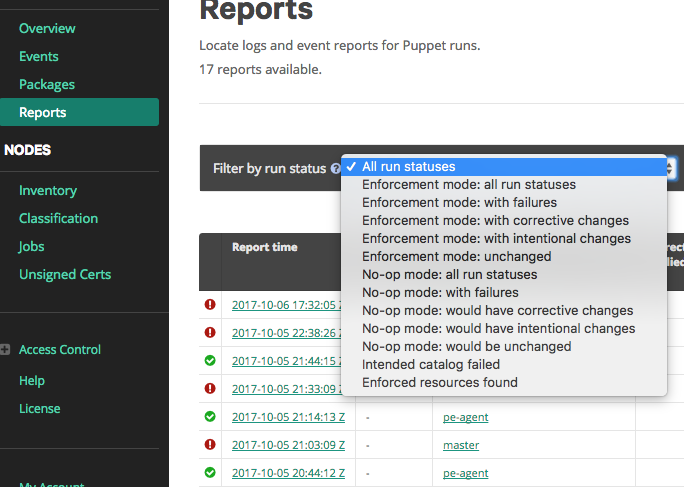 Reports
Overview
Events
Packages
Reports
NODES
Inventory
Classification
Jobs
Unsigned Certs
Access Control
Help
License
My Account
Locate logs and event reports for Puppet runs.
17 reports available.
Filter by run status ?
All run statuses
Enforcement mode: all run statuses
Enforcement mode: with failures
Enforcement mode: with corrective changes
Enforcement mode: with intentional changes
Enforcement mode: unchanged
No-op mode: all run statuses
No-op mode: with failures
No-op mode: would have corrective changes
No-op mode: would have intentional changes
No-op mode: would be unchanged
Intended catalog failed
Enforced resources found
Report time
2017-10-06 17:32:05 Z
2017-10-05 22:38:26 Z
2017-10-05 21:44:15 Z
2017-10-05 21:33:09 Z
2017-10-05 21:14:13 Z - pe-agent
2017-10-05 21:03:09 Z - master
2017-10-05 20:44:12 Z - pe-agent